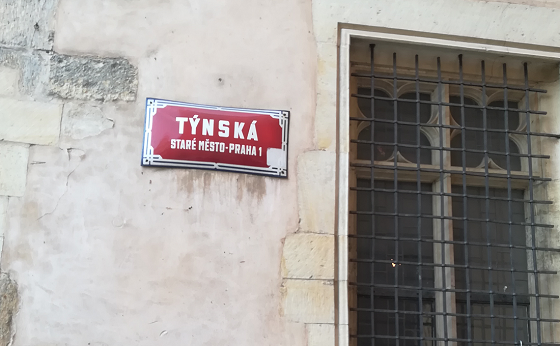 TÝNSKÁ
STARÉ MĚSTO-PRAHA 1